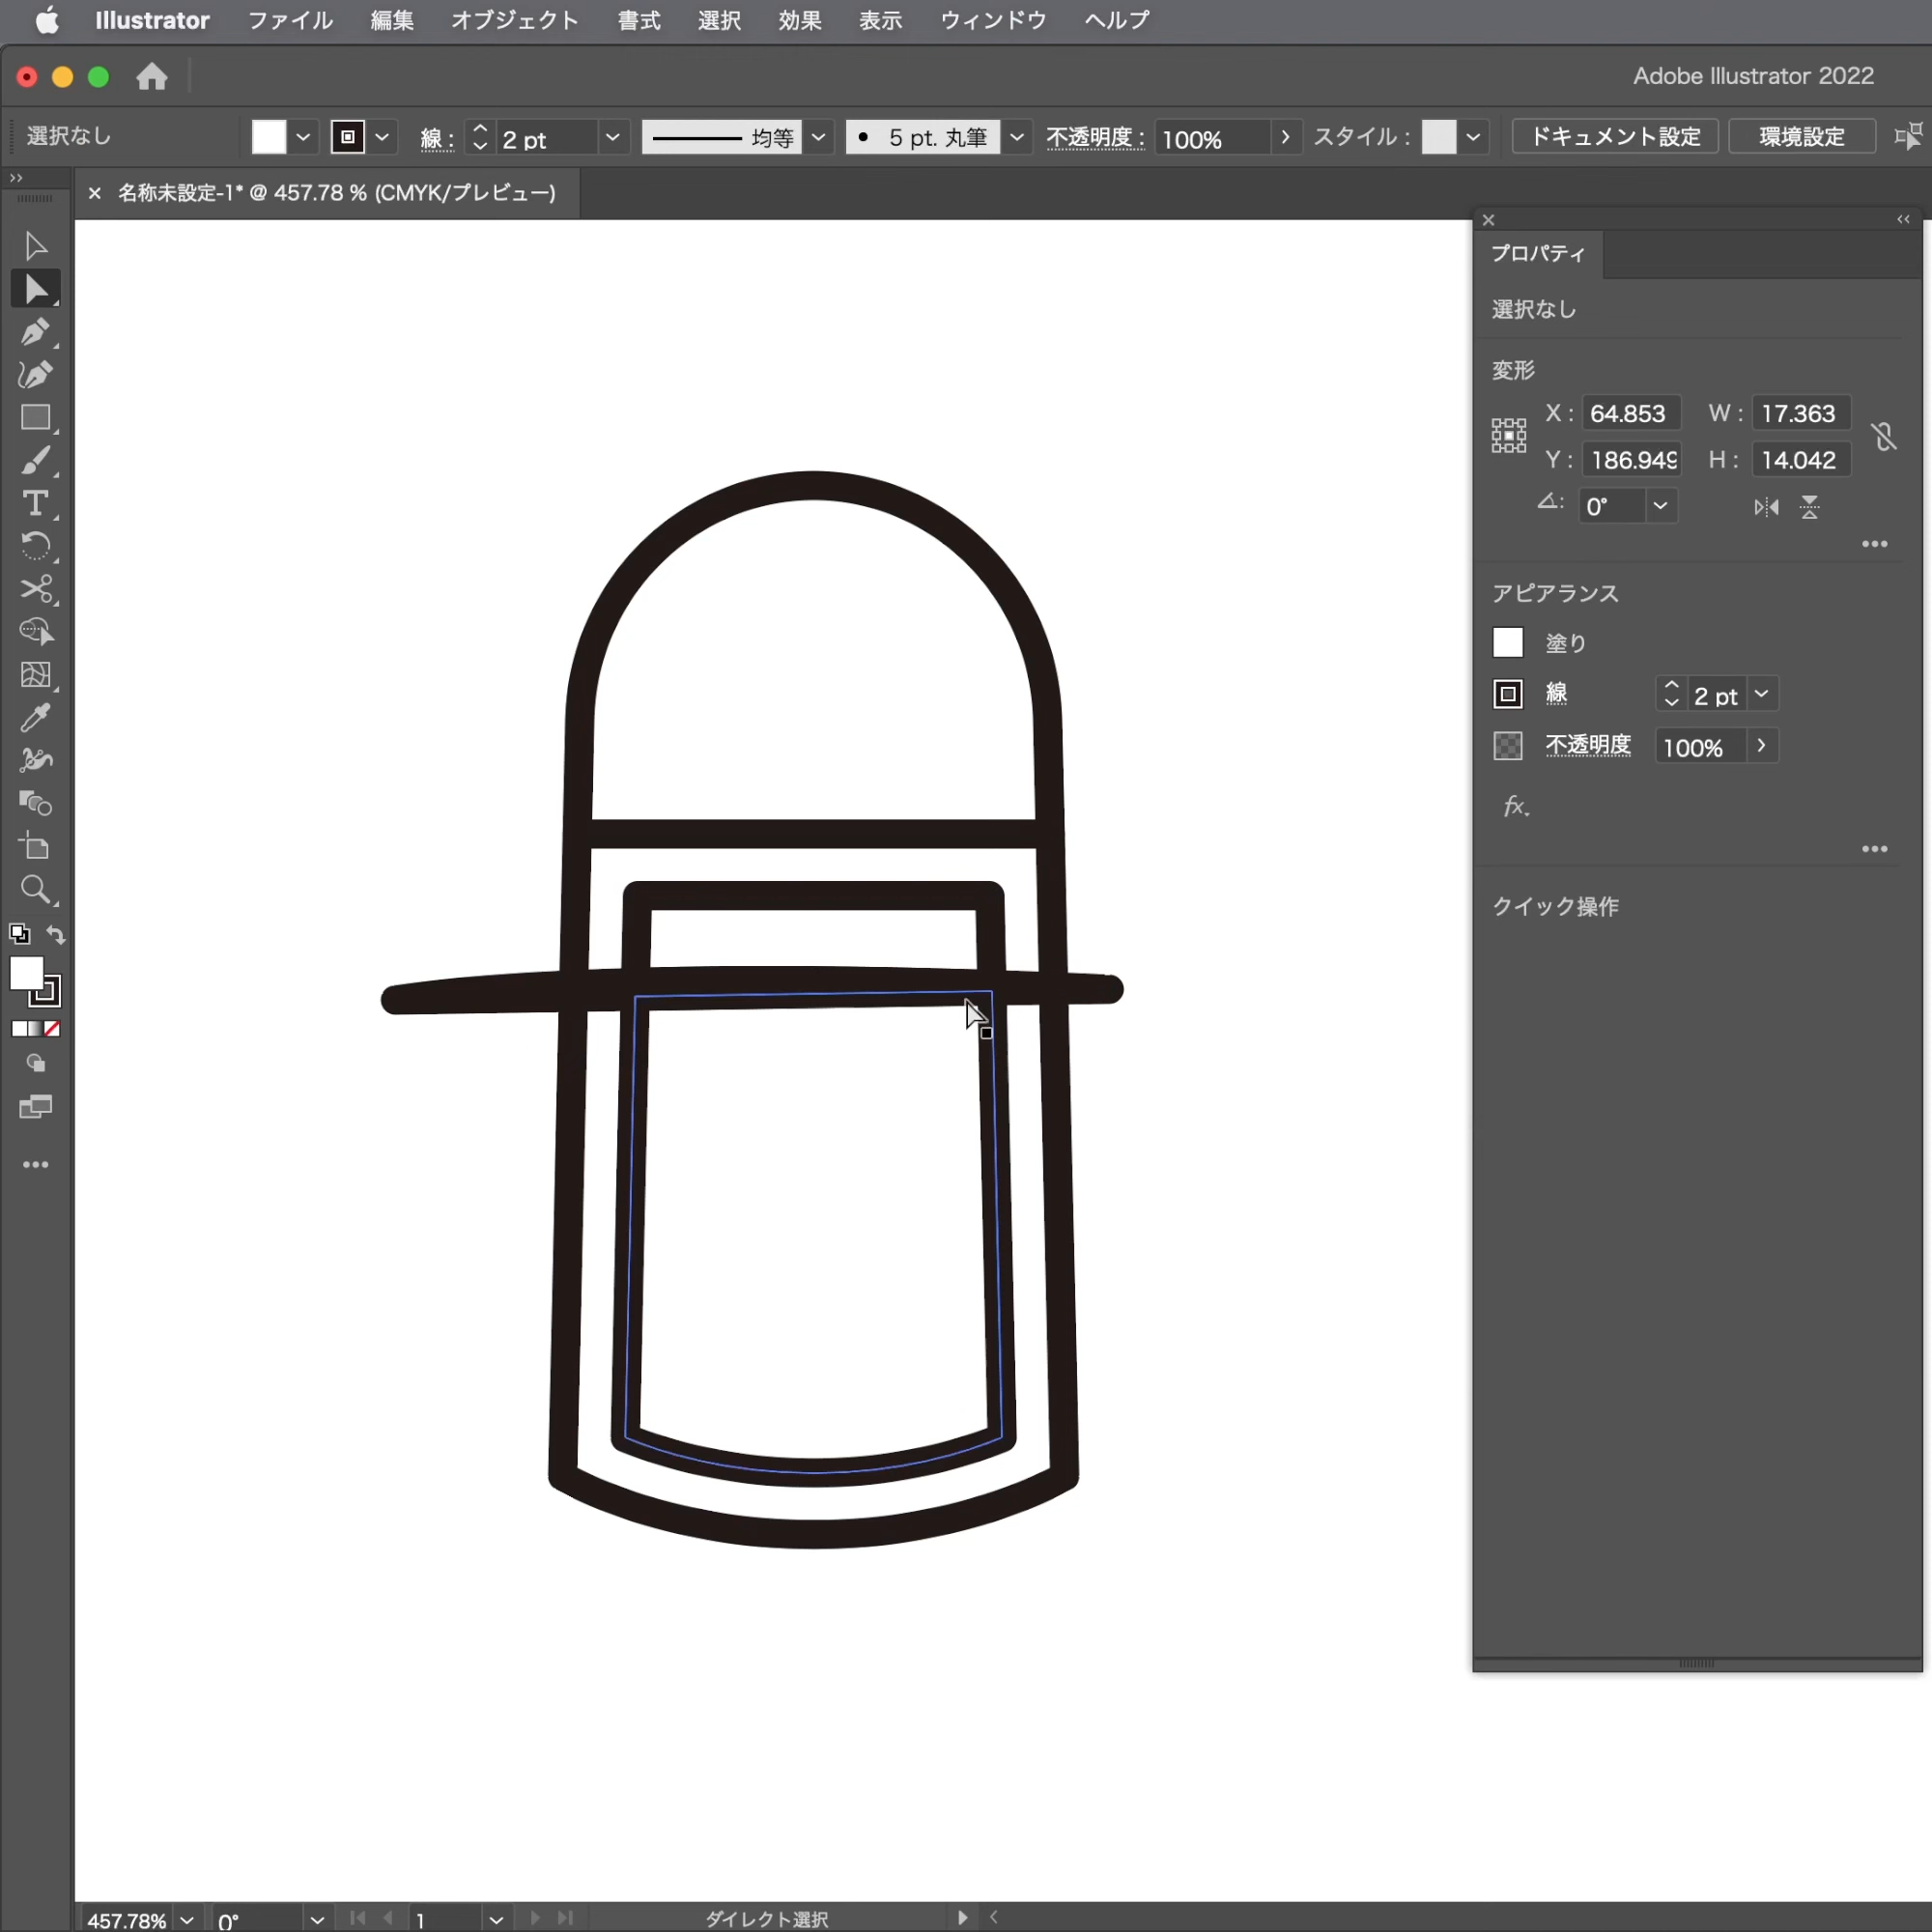 Illustrator ファイル 編集 オブジェクト 書式 選択 効果 表示 ウィンドウ ヘルプ
Adobe Illustrator 2022
選択なし 線: 2 pt 均等 5 pt. 丸筆 不透明度: 100% スタイル: ドキュメント設定 環境設定
× 名称未設定-1* @ 457.78 % (CMYK/プレビュー)
プロパティ
選択なし
変形
X: 64.853 W: 17.363
Y: 186.949 H: 14.042
0°
アピアランス
塗り
線 2 pt
不透明度 100%
fx.
クイック操作
457.78% 0° 1 ダイレクト選択